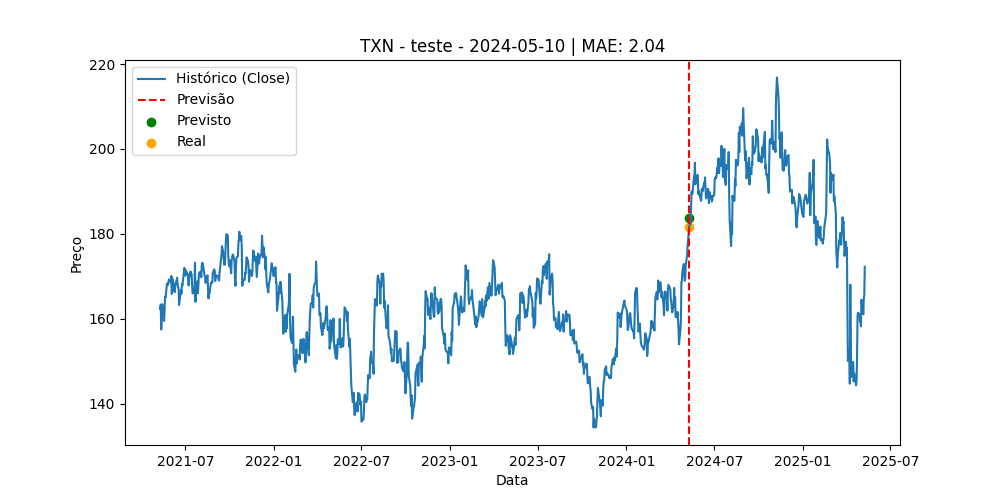 TXN - teste - 2024-05-10 | MAE: 2.04
Histórico (Close)
Previsão
Previsto
Real
220
200
180
160
140
Preço
2021-07
2022-01
2022-07
2023-01
2023-07
2024-01
2024-07
2025-01
2025-07
Data